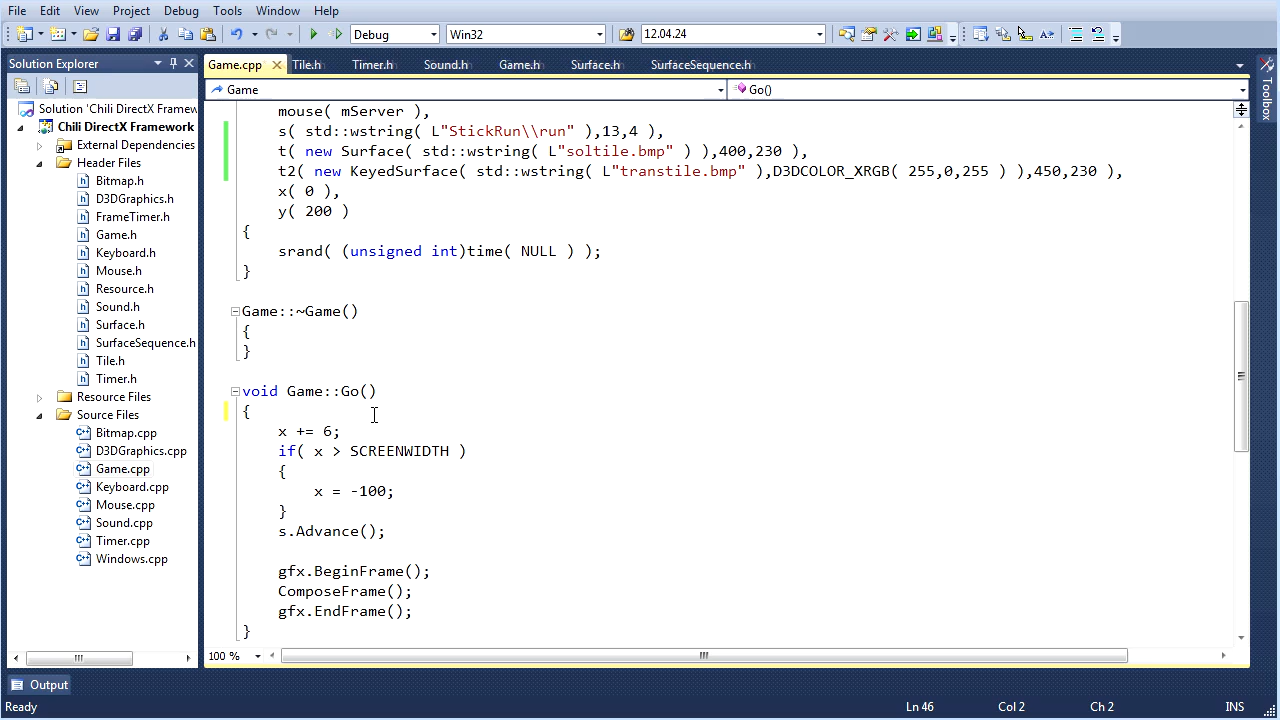 File Edit View Project Debug Tools Window Help
Debug Win32 12.04.24
Solution Explorer
Game.cpp Tile.h Timer.h Sound.h Game.h Surface.h SurfaceSequence.h
Game Go()
Solution 'Chili DirectX Framew
Chili DirectX Framework
External Dependencies
Header Files
Bitmap.h
D3DGraphics.h
FrameTimer.h
Game.h
Keyboard.h
Mouse.h
Resource.h
Sound.h
Surface.h
SurfaceSequence.h
Tile.h
Timer.h
Resource Files
Source Files
Bitmap.cpp
D3DGraphics.cpp
Game.cpp
Keyboard.cpp
Mouse.cpp
Sound.cpp
Timer.cpp
Windows.cpp
mouse( mServer ),
s( std::wstring( L"StickRun\\run" ),13,4 ),
t( new Surface( std::wstring( L"soltile.bmp" ) ),400,230 ),
t2( new KeyedSurface( std::wstring( L"transtile.bmp" ),D3DCOLOR_XRGB( 255,0,255 ) ),450,230 ),
x( 0 ),
y( 200 )
{
srand( (unsigned int)time( NULL ) );
}
Game::~Game()
{
}
void Game::Go()
{
x += 6;
if( x > SCREENWIDTH )
{
x = -100;
}
s.Advance();
gfx.BeginFrame();
ComposeFrame();
gfx.EndFrame();
}
100 %
Toolbox
Output
Ready Ln 46 Col 2 Ch 2 INS